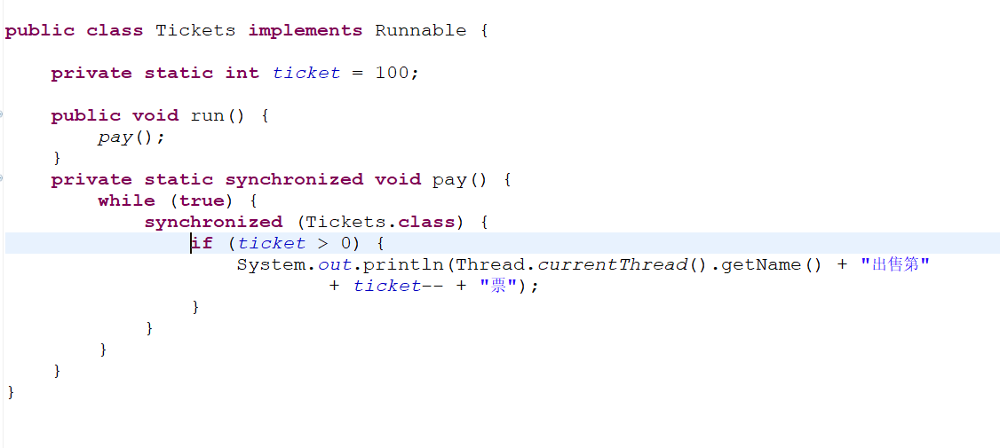 public class Tickets implements Runnable {
private static int ticket = 100;
public void run() {
pay();
}
private static synchronized void pay() {
while (true) {
synchronized (Tickets.class) {
if (ticket > 0) {
System.out.println(Thread.currentThread().getName() + "出售第"
+ ticket-- + "票");
}
}
}
}
}